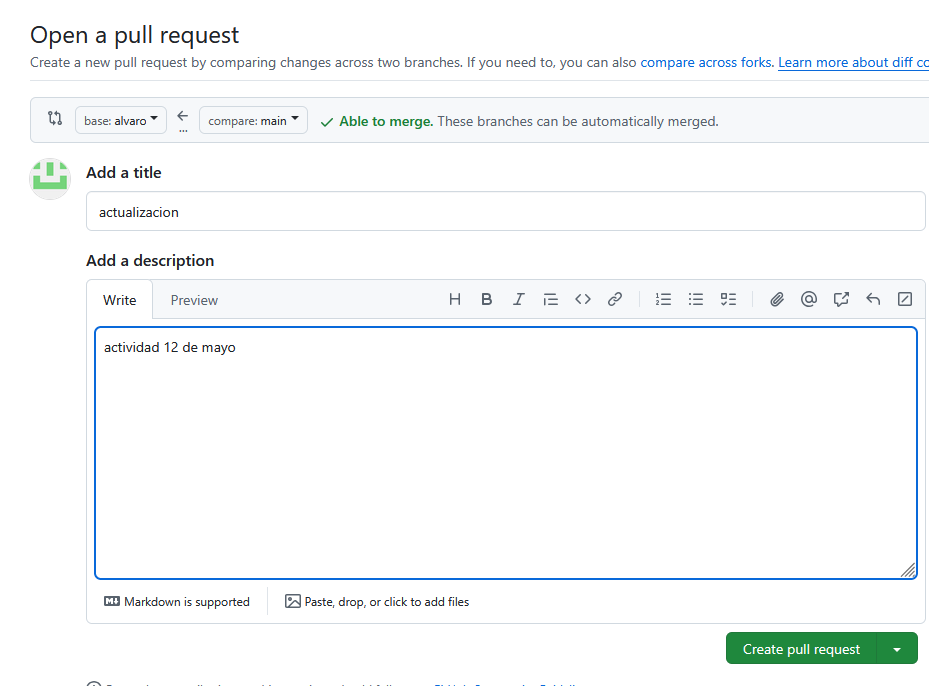 Open a pull request
Create a new pull request by comparing changes across two branches. If you need to, you can also compare across forks. Learn more about diff co
base: alvaro ... compare: main Able to merge. These branches can be automatically merged.
Add a title
actualizacion
Add a description
Write Preview
actividad 12 de mayo
Markdown is supported Paste, drop, or click to add files
Create pull request